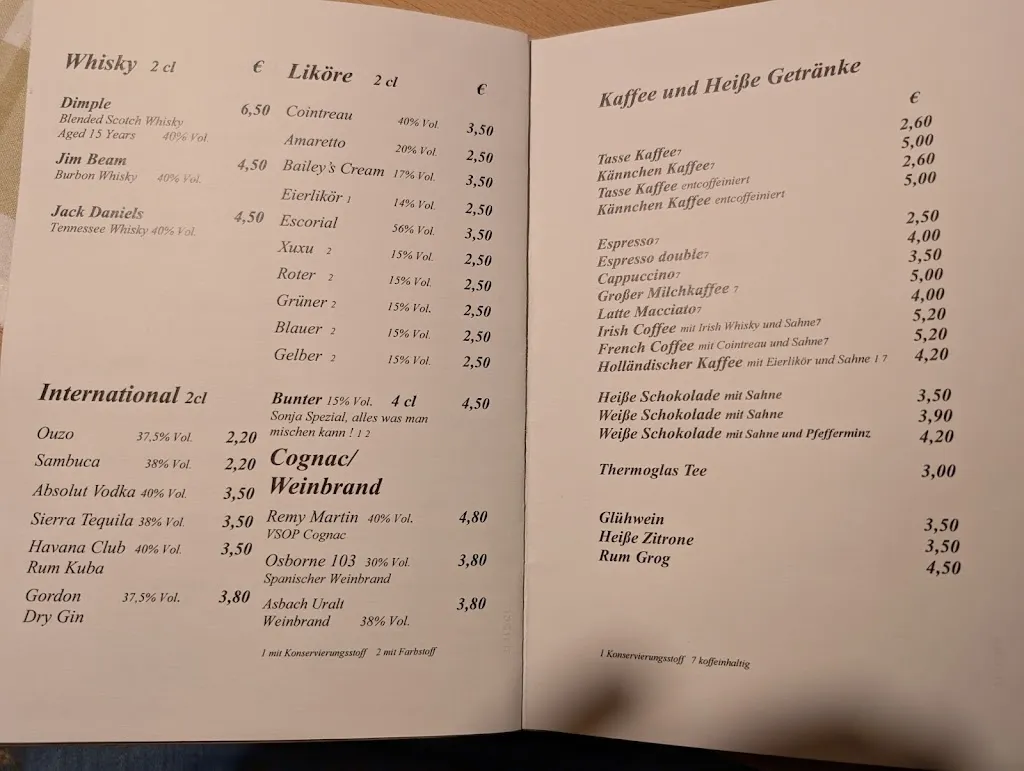 Whisky 2 cl €
Dimple 6,50
Blended Scotch Whisky
Aged 15 Years 40% Vol.
Jim Beam 4,50
Burbon Whisky 40% Vol.
Jack Daniels 4,50
Tennessee Whisky 40% Vol.
International 2cl
Ouzo 37,5% Vol. 2,20
Sambuca 38% Vol. 2,20
Absolut Vodka 40% Vol. 3,50
Sierra Tequila 38% Vol. 3,50
Havana Club 40% Vol. 3,50
Rum Kuba
Gordon 37,5% Vol. 3,80
Dry Gin
Liköre 2 cl €
Cointreau 40% Vol. 3,50
Amaretto 20% Vol. 2,50
Bailey's Cream 17% Vol. 3,50
Eierlikör 1 14% Vol. 2,50
Escorial 56% Vol. 3,50
Xuxu 2 15% Vol. 2,50
Roter 2 15% Vol. 2,50
Grüner 2 15% Vol. 2,50
Blauer 2 15% Vol. 2,50
Gelber 2 15% Vol. 2,50
Bunter 15% Vol. 4 cl 4,50
Sonja Spezial, alles was man
mischen kann ! 1 2
Cognac/
Weinbrand
Remy Martin 40% Vol. 4,80
VSOP Cognac
Osborne 103 30% Vol. 3,80
Spanischer Weinbrand
Asbach Uralt 3,80
Weinbrand 38% Vol.
1 mit Konservierungsstoff 2 mit Farbstoff
Kaffee und Heiße Getränke
€
Tasse Kaffee7 2,60
Kännchen Kaffee7 5,00
Tasse Kaffee entcoffeiniert 2,60
Kännchen Kaffee entcoffeiniert 5,00
Espresso7 2,50
Espresso double7 4,00
Cappuccino7 3,50
Großer Milchkaffee 7 5,00
Latte Macciato7 4,00
Irish Coffee mit Irish Whisky und Sahne7 5,20
French Coffee mit Cointreau und Sahne7 5,20
Holländischer Kaffee mit Eierlikör und Sahne 1 7 4,20
Heiße Schokolade mit Sahne 3,50
Weiße Schokolade mit Sahne 3,90
Weiße Schokolade mit Sahne und Pfefferminz 4,20
Thermoglas Tee 3,00
Glühwein 3,50
Heiße Zitrone 3,50
Rum Grog 4,50
1 Konservierungsstoff 7 koffeinhaltig